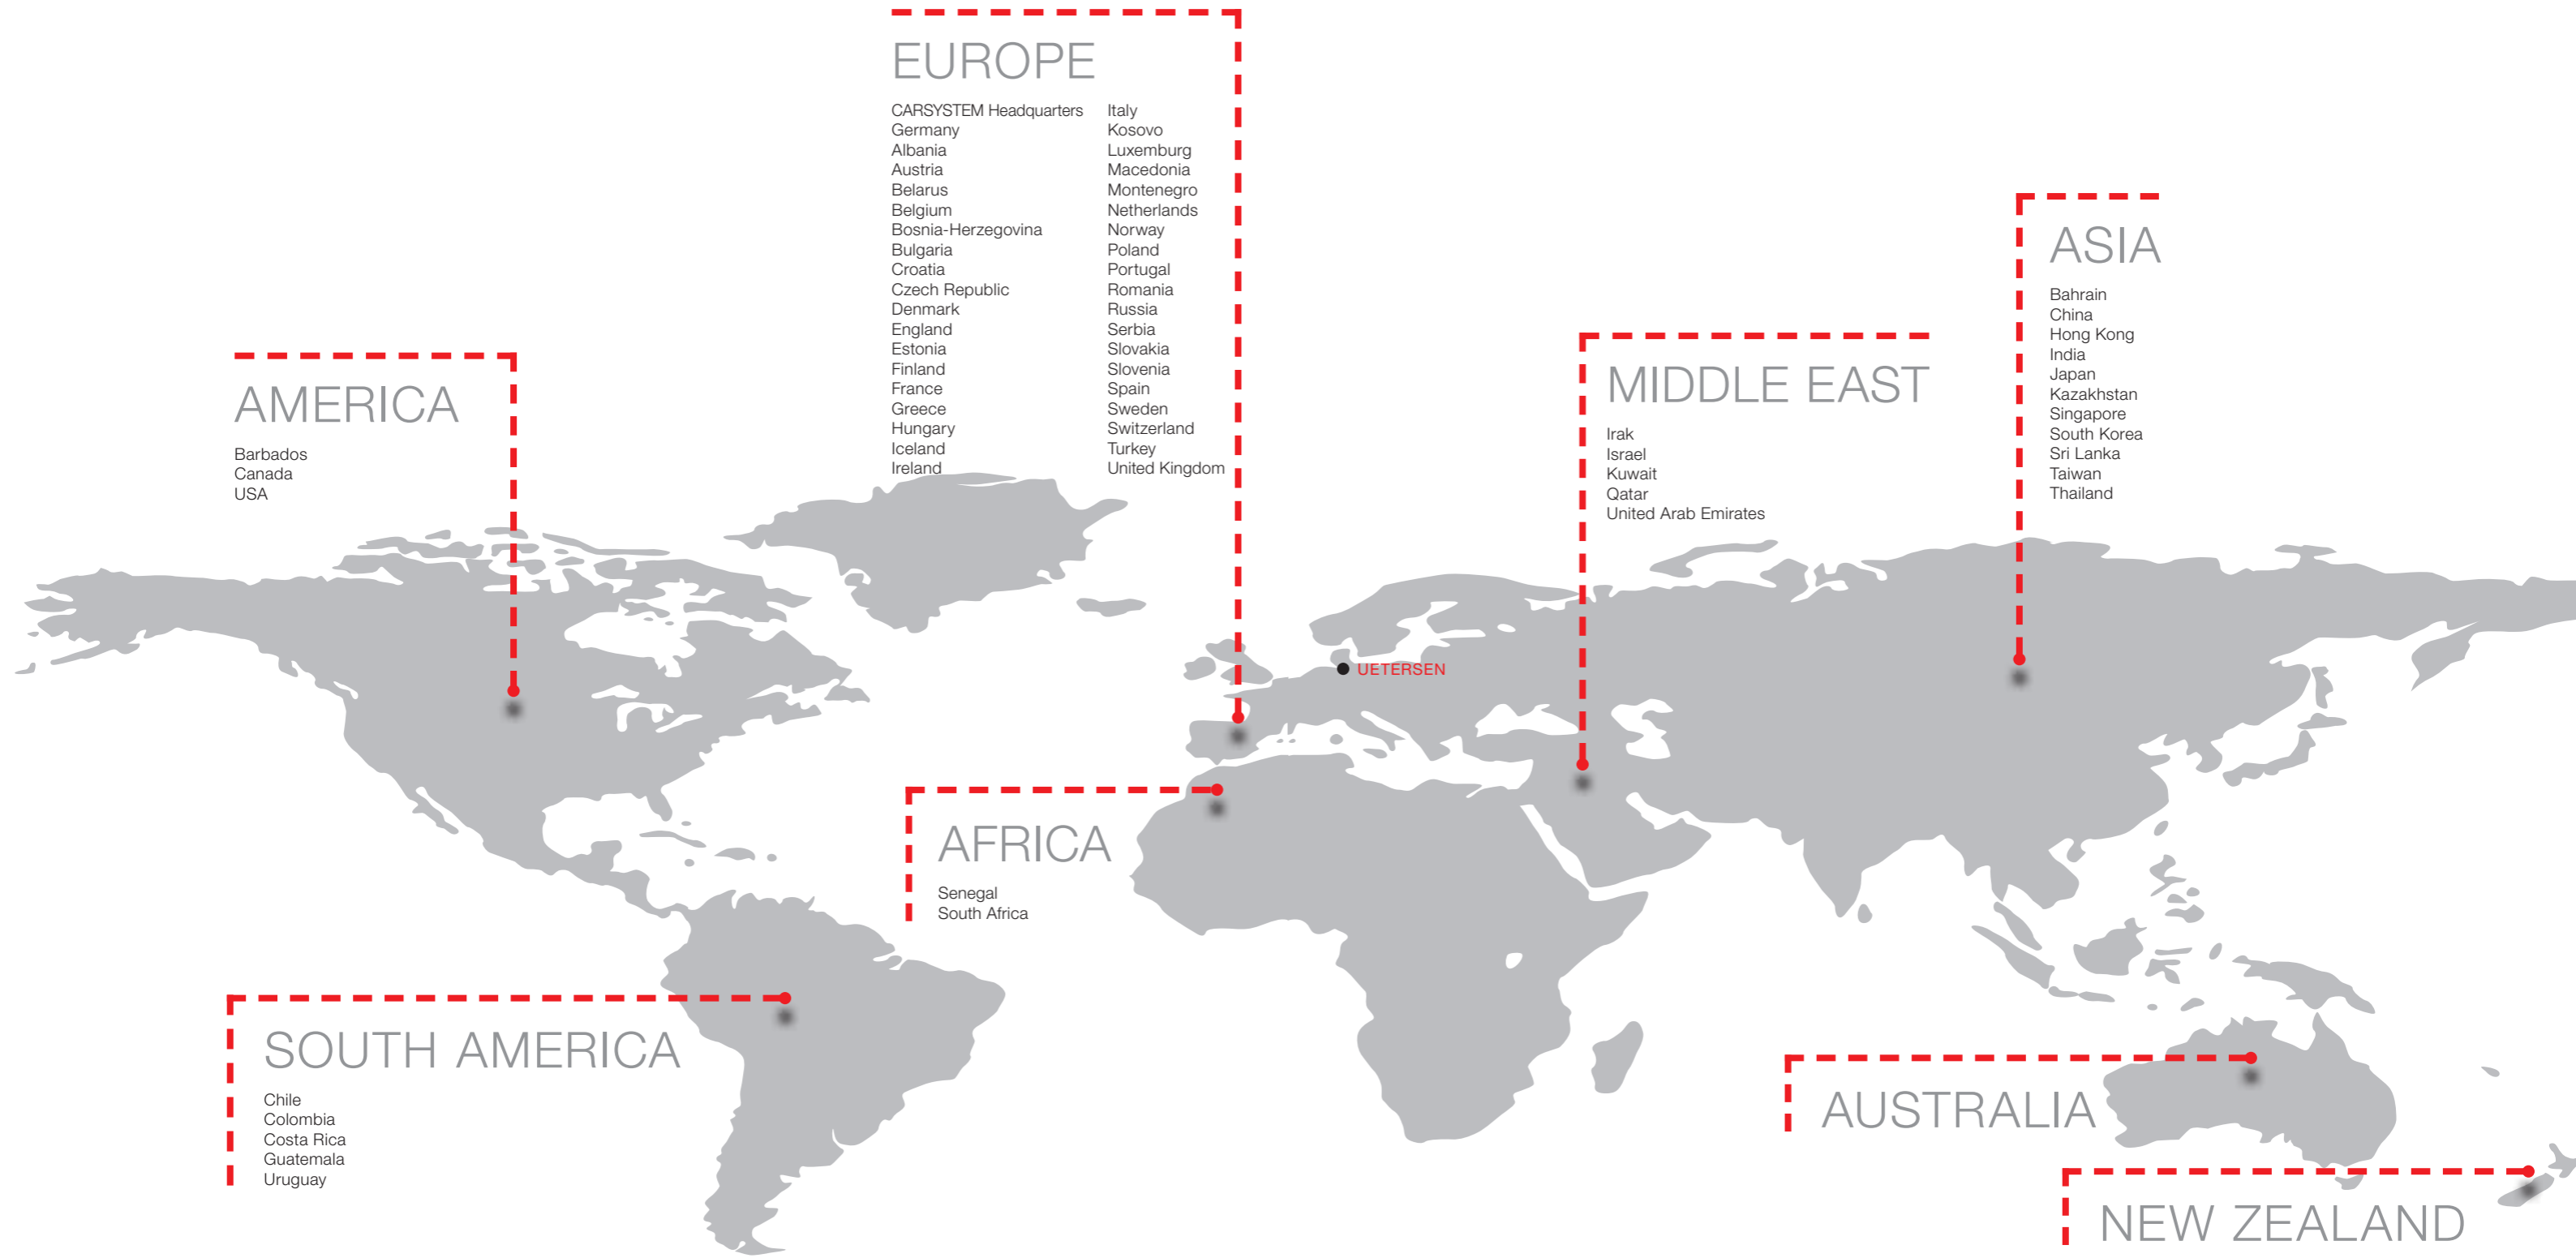 EUROPE
CARSYSTEM Headquarters
Germany
Albania
Austria
Belarus
Belgium
Bosnia-Herzegovina
Bulgaria
Croatia
Czech Republic
Denmark
England
Estonia
Finland
France
Greece
Hungary
Iceland
Ireland
Italy
Kosovo
Luxemburg
Macedonia
Montenegro
Netherlands
Norway
Poland
Portugal
Romania
Russia
Serbia
Slovakia
Slovenia
Spain
Sweden
Switzerland
Turkey
United Kingdom
ASIA
Bahrain
China
Hong Kong
India
Japan
Kazakhstan
Singapore
South Korea
Sri Lanka
Taiwan
Thailand
MIDDLE EAST
Irak
Israel
Kuwait
Qatar
United Arab Emirates
AMERICA
Barbados
Canada
USA
UETERSEN
AFRICA
Senegal
South Africa
SOUTH AMERICA
Chile
Colombia
Costa Rica
Guatemala
Uruguay
AUSTRALIA
NEW ZEALAND